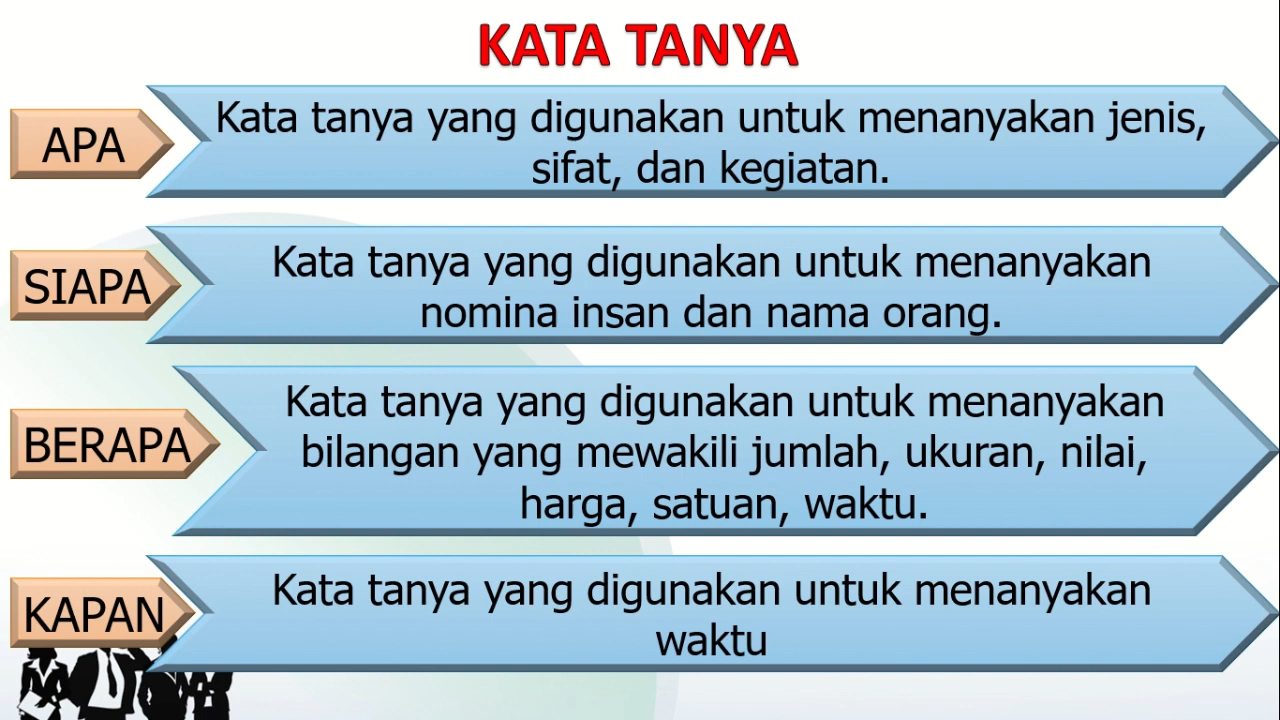 KATA TANYA
APA
Kata tanya yang digunakan untuk menanyakan jenis,
sifat, dan kegiatan.
SIAPA
Kata tanya yang digunakan untuk menanyakan
nomina insan dan nama orang.
BERAPA
Kata tanya yang digunakan untuk menanyakan
bilangan yang mewakili jumlah, ukuran, nilai,
harga, satuan, waktu.
KAPAN
Kata tanya yang digunakan untuk menanyakan
waktu